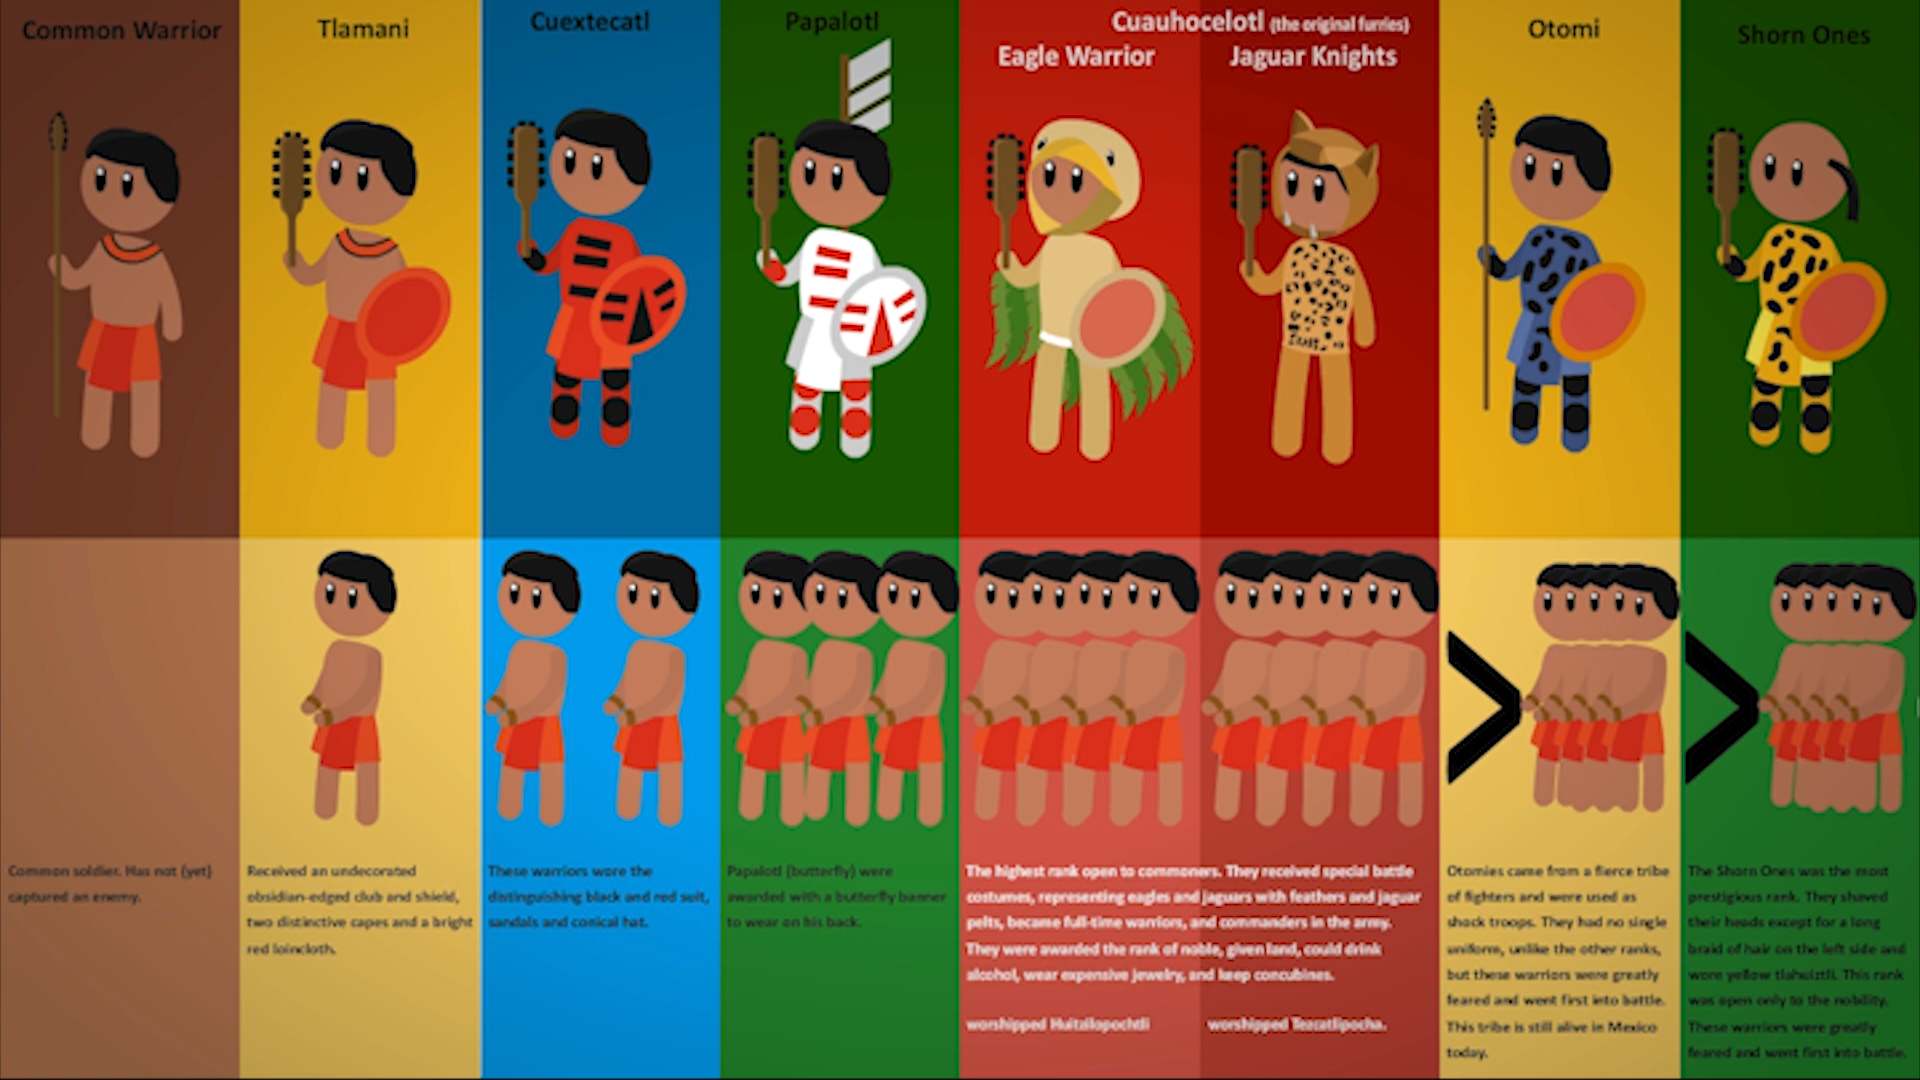 Common Warrior
Tlamani
Cuextecatl
Papalotl
Cuauhocelotl (the original furries)
Eagle Warrior
Jaguar Knights
Otomi
Shorn Ones
Common soldier. Has not (yet)
captured an enemy.
Received an undecorated
obsidian-edged club and shield,
two distinctive capes and a bright
red loincloth.
These warriors wore the
distinguishing black and red suit,
sandals and conical hat.
Papalotl (butterfly) were
awarded with a butterfly banner
to wear on his back.
The highest rank open to commoners. They received special battle
costumes, representing eagles and jaguars with feathers and jaguar
pelts, became full-time warriors, and commanders in the army.
They were awarded the rank of noble, given land, could drink
alcohol, wear expensive jewelry, and keep concubines.
worshipped Huitzilopochtli
worshipped Tezcatlipocha.
Otomies came from a fierce tribe
of fighters and were used as
shock troops. They had no single
uniform, unlike the other ranks,
but these warriors were greatly
feared and went first into battle.
This tribe is still alive in Mexico
today.
The Shorn Ones was the most
prestigious rank. They shaved
their heads except for a long
braid of hair on the left side and
wore yellow tlahuiztli. This rank
was open only to the nobility.
These warriors were greatly
feared and went first into battle.